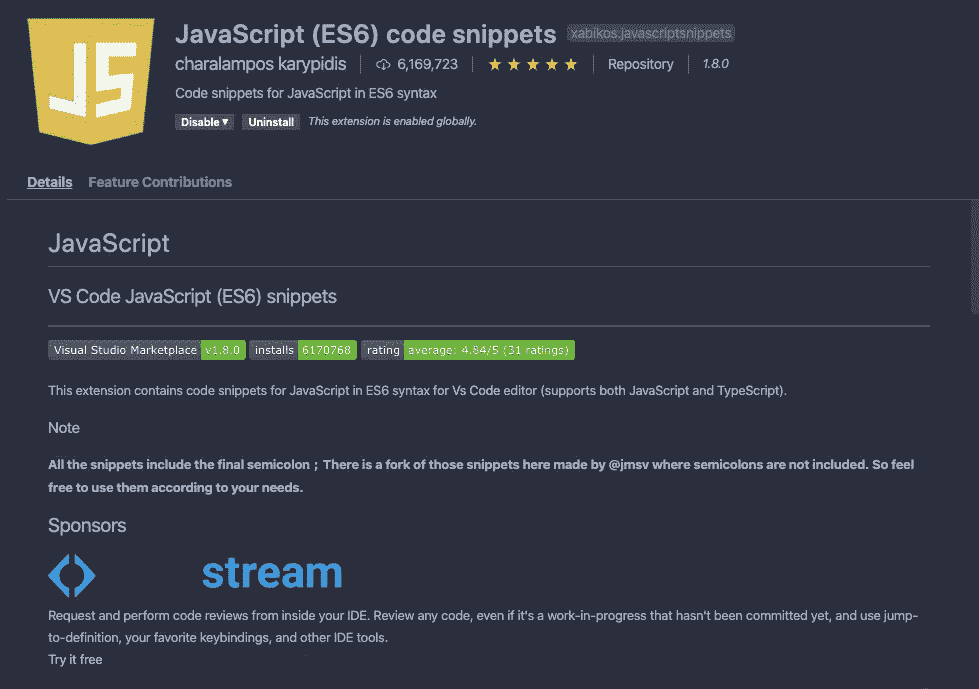 JS
JavaScript (ES6) code snippets xabikos.javascriptsnippets
charalampos karypidis 6,169,723 ★★★★★ Repository 1.8.0
Code snippets for JavaScript in ES6 syntax
Disable ▾ Uninstall This extension is enabled globally.
Details Feature Contributions
JavaScript
VS Code JavaScript (ES6) snippets
Visual Studio Marketplace v1.8.0 installs 6170768 rating average: 4.84/5 (31 ratings)
This extension contains code snippets for JavaScript in ES6 syntax for Vs Code editor (supports both JavaScript and TypeScript).
Note
All the snippets include the final semicolon ; There is a fork of those snippets here made by @jmsv where semicolons are not included. So feel
free to use them according to your needs.
Sponsors
stream
Request and perform code reviews from inside your IDE. Review any code, even if it's a work-in-progress that hasn't been committed yet, and use jump-
to-definition, your favorite keybindings, and other IDE tools.
Try it free